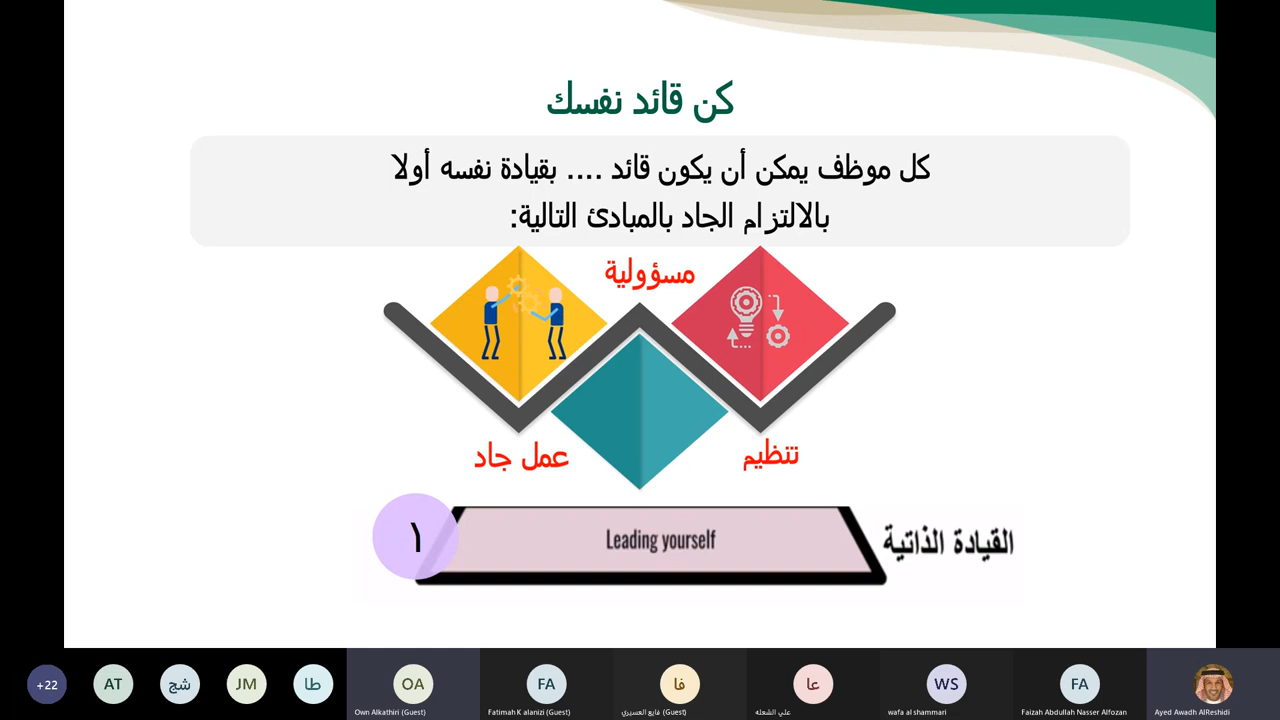 كن قائد نفسك
كل موظف يمكن أن يكون قائد .... بقيادة نفسه أولا
بالالتزام الجاد بالمبادئ التالية:
مسؤولية
تنظيم
عمل جاد
القيادة الذاتية
Leading yourself
١
+22
AT
شج
JM
طا
OA
Own Alkathiri (Guest)
FA
Fatimah K alanizi (Guest)
فا
فايع العسيري (Guest)
عا
علي الشعله
WS
wafa al shammari
FA
Faizah Abdullah Nasser Alfozan
Ayed Awadh AlReshidi